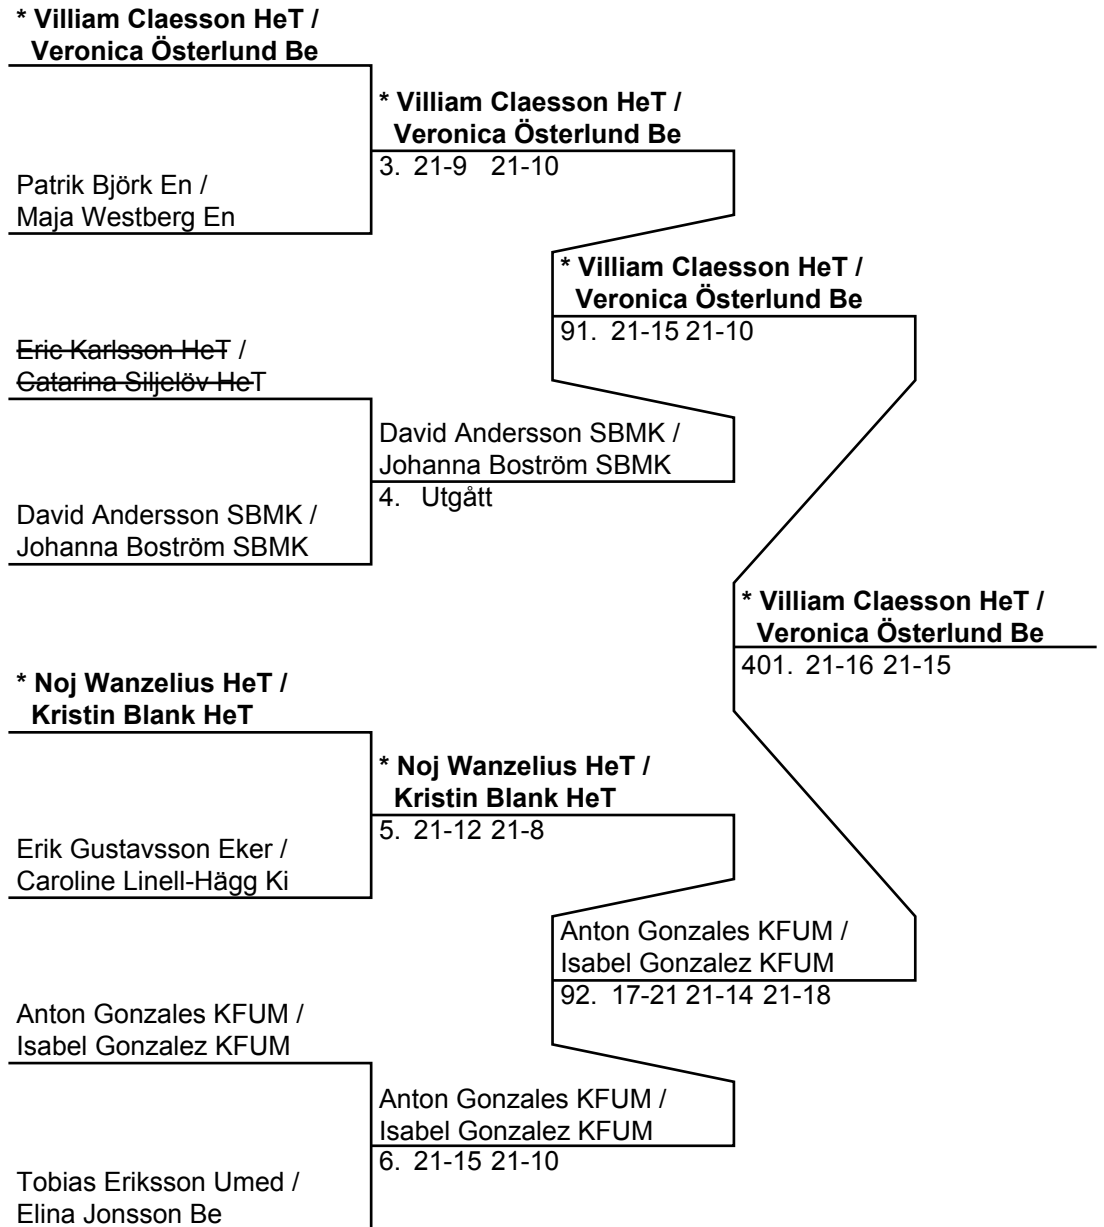 * Villiam Claesson HeT /
Veronica Österlund Be
* Villiam Claesson HeT /
Veronica Österlund Be
3. 21-9 21-10
Patrik Björk En /
Maja Westberg En
* Villiam Claesson HeT /
Veronica Österlund Be
91. 21-15 21-10
Eric Karlsson HeT /
Catarina Siljelöv HeT
David Andersson SBMK /
Johanna Boström SBMK
4. Utgått
David Andersson SBMK /
Johanna Boström SBMK
* Villiam Claesson HeT /
Veronica Österlund Be
401. 21-16 21-15
* Noj Wanzelius HeT /
Kristin Blank HeT
* Noj Wanzelius HeT /
Kristin Blank HeT
5. 21-12 21-8
Erik Gustavsson Eker /
Caroline Linell-Hägg Ki
Anton Gonzales KFUM /
Isabel Gonzalez KFUM
92. 17-21 21-14 21-18
Anton Gonzales KFUM /
Isabel Gonzalez KFUM
Anton Gonzales KFUM /
Isabel Gonzalez KFUM
6. 21-15 21-10
Tobias Eriksson Umed /
Elina Jonsson Be